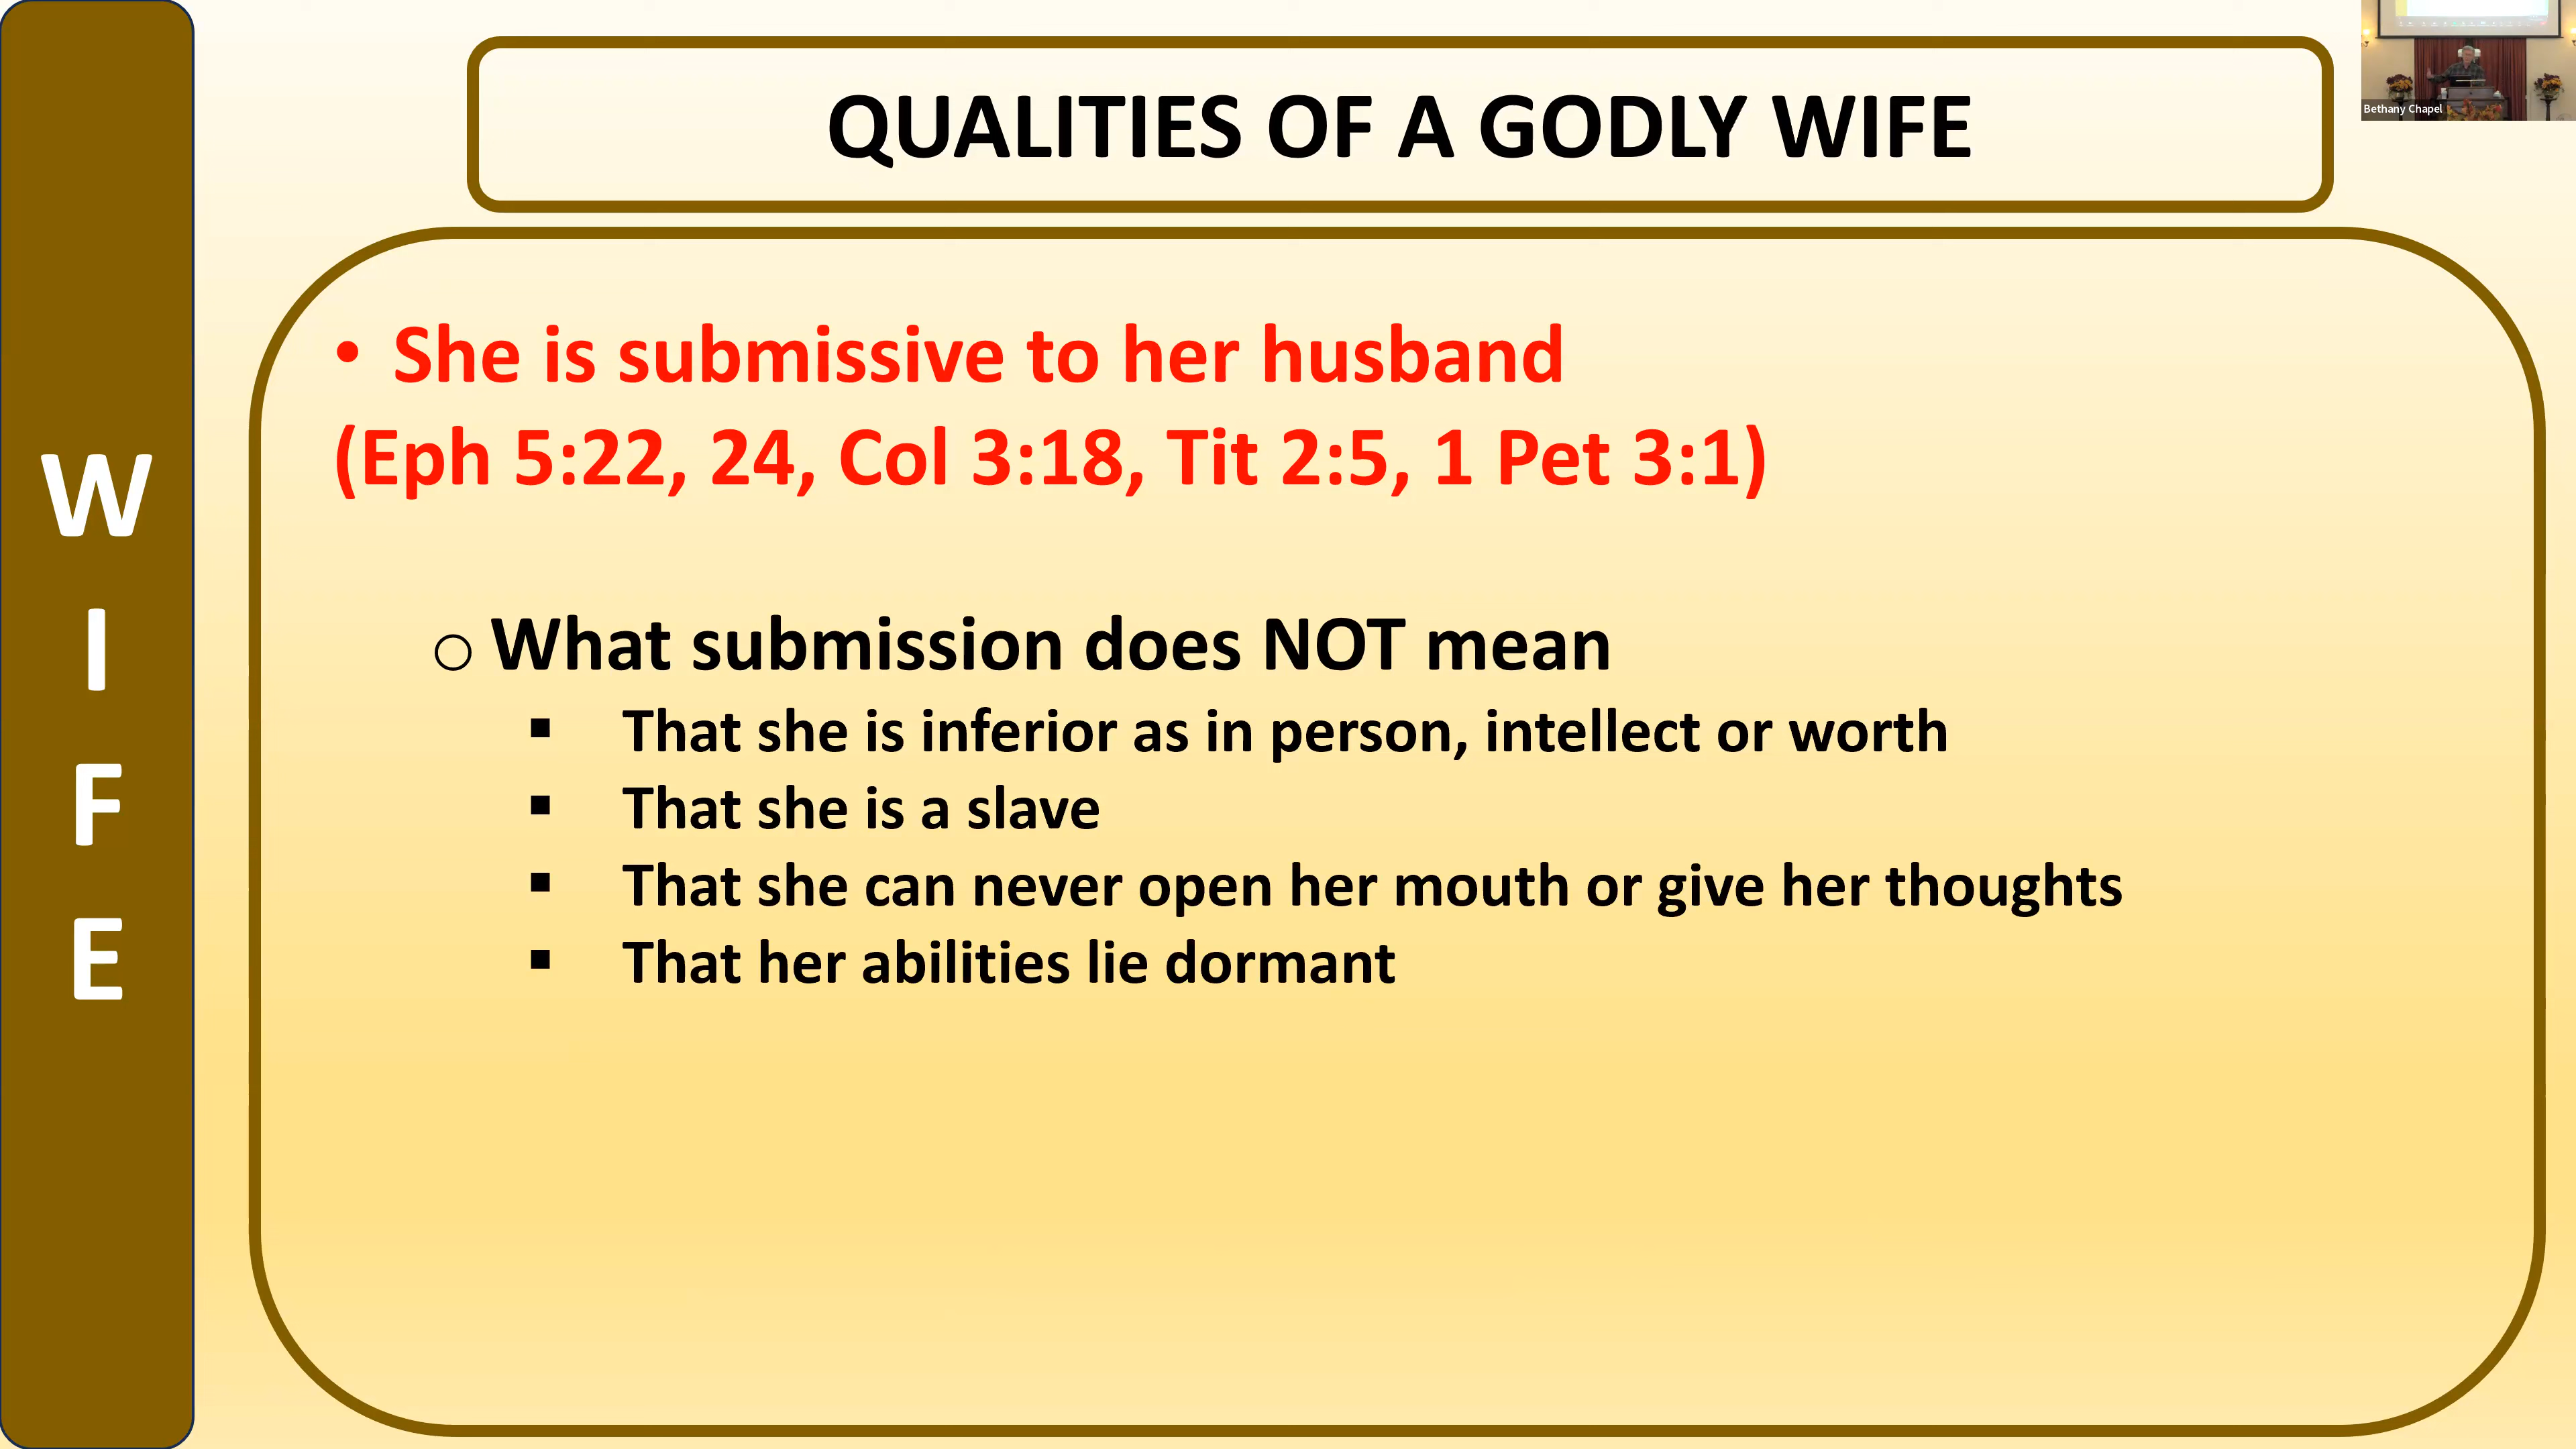 QUALITIES OF A GODLY WIFE
Bethany Chapel
W
I
F
E
• She is submissive to her husband
(Eph 5:22, 24, Col 3:18, Tit 2:5, 1 Pet 3:1)
o What submission does NOT mean
▪ That she is inferior as in person, intellect or worth
▪ That she is a slave
▪ That she can never open her mouth or give her thoughts
▪ That her abilities lie dormant